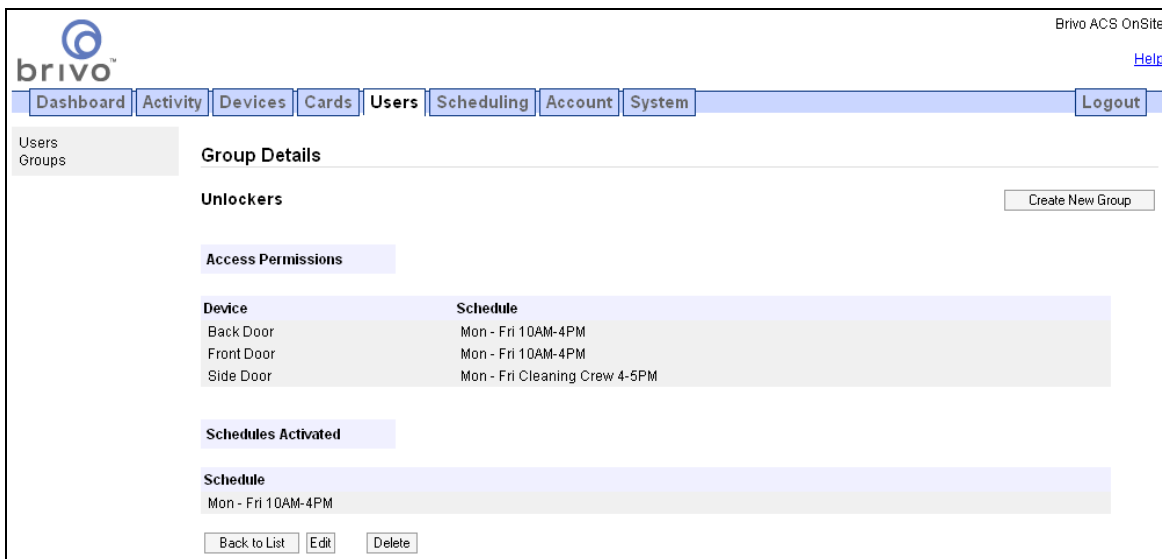 Brivo ACS OnSite
brivo™
Help
Dashboard Activity Devices Cards Users Scheduling Account System Logout
Users
Groups
Group Details
Unlockers
Create New Group
Access Permissions
Device Schedule
Back Door Mon - Fri 10AM-4PM
Front Door Mon - Fri 10AM-4PM
Side Door Mon - Fri Cleaning Crew 4-5PM
Schedules Activated
Schedule
Mon - Fri 10AM-4PM
Back to List Edit Delete